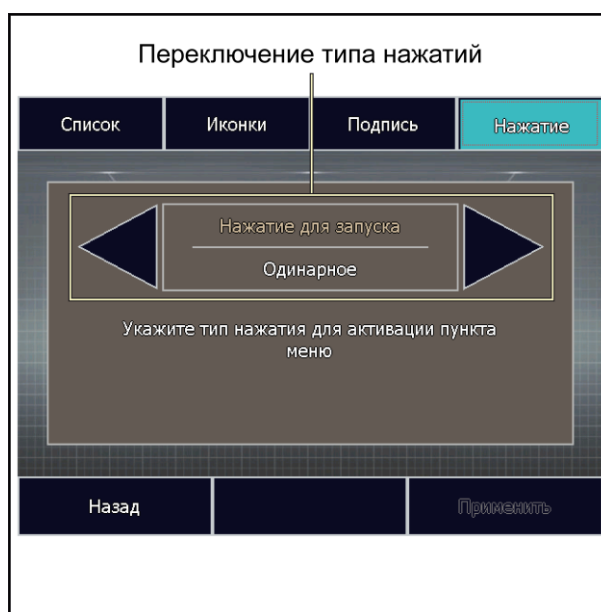 Переключение типа нажатий
Список Иконки Подпись Нажатие
Нажатие для запуска
Одинарное
Укажите тип нажатия для активации пункта
меню
Назад Применить